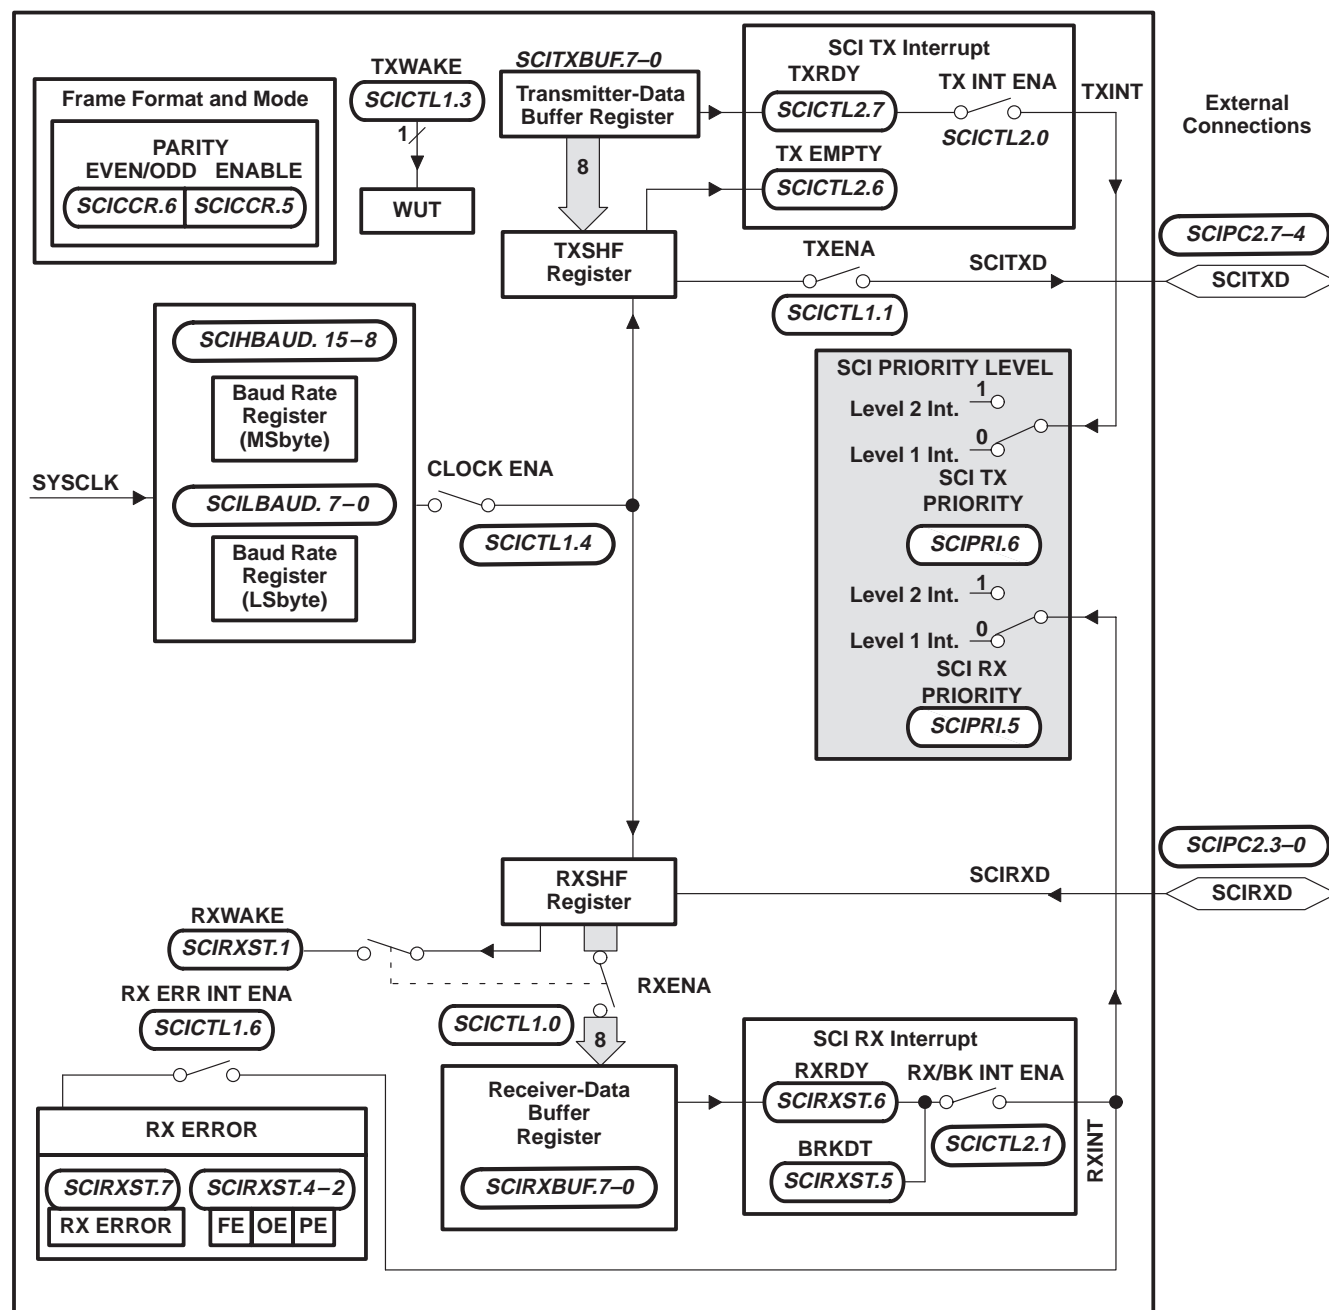 Frame Format and Mode
PARITY
EVEN/ODD ENABLE
SCICCR.6 SCICCR.5
TXWAKE
SCICTL1.3
1
WUT
SCITXBUF.7–0
Transmitter-Data
Buffer Register
8
TXSHF
Register
SCI TX Interrupt
TXRDY
SCICTL2.7
TX INT ENA
SCICTL2.0
TX EMPTY
SCICTL2.6
TXINT
External
Connections
TXENA
SCICTL1.1
SCITXD
SCIPC2.7–4
SCITXD
SCIHBAUD. 15–8
Baud Rate
Register
(MSbyte)
SYSCLK
SCILBAUD. 7–0
Baud Rate
Register
(LSbyte)
CLOCK ENA
SCICTL1.4
SCI PRIORITY LEVEL
1
Level 2 Int.
0
Level 1 Int.
SCI TX
PRIORITY
SCIPRI.6
1
Level 2 Int.
0
Level 1 Int.
SCI RX
PRIORITY
SCIPRI.5
RXSHF
Register
SCIRXD
SCIPC2.3–0
SCIRXD
RXWAKE
SCIRXST.1
RXENA
SCICTL1.0
8
RX ERR INT ENA
SCICTL1.6
RX ERROR
SCIRXST.7 SCIRXST.4–2
RX ERROR FE OE PE
Receiver-Data
Buffer
Register
SCIRXBUF.7–0
SCI RX Interrupt
RXRDY
SCIRXST.6
RX/BK INT ENA
SCICTL2.1
BRKDT
SCIRXST.5
RXINT